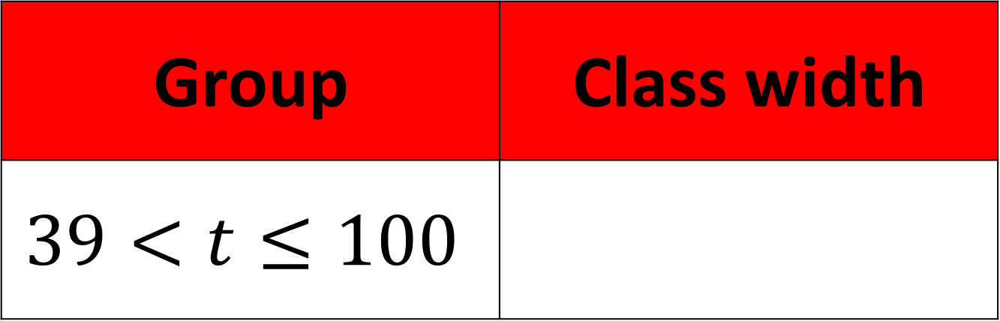 Group Class width
39 < t ≤ 100